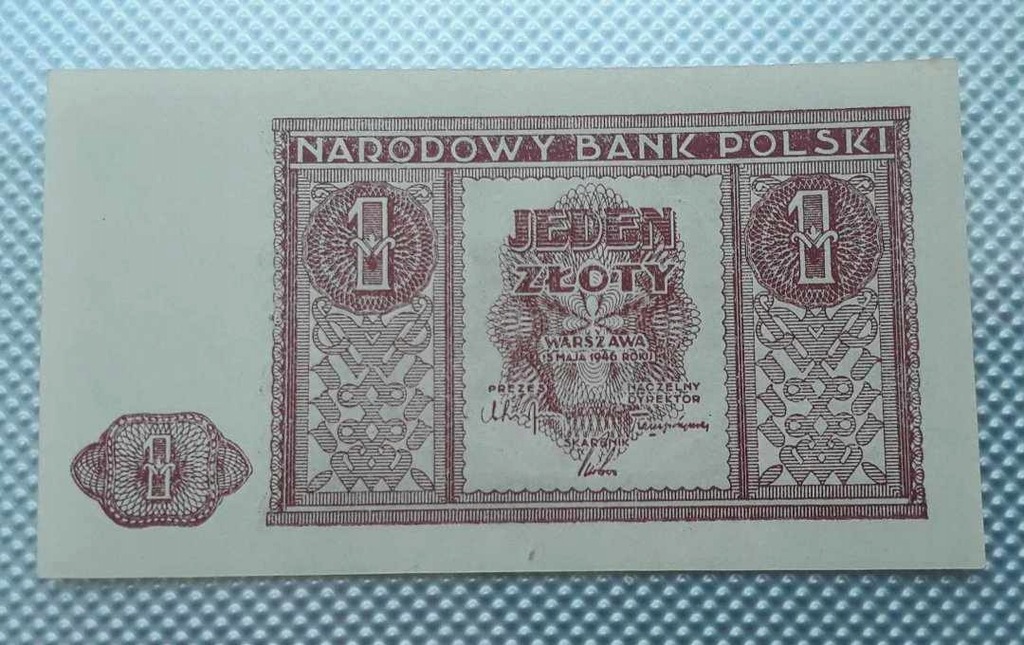 NARODOWY BANK POLSKI
1 1
JEDEN
ZŁOTY
WARSZAWA
15 MAJA 1946 ROKU
PREZES NACZELNY
DYREKTOR
SKARBNIK
1